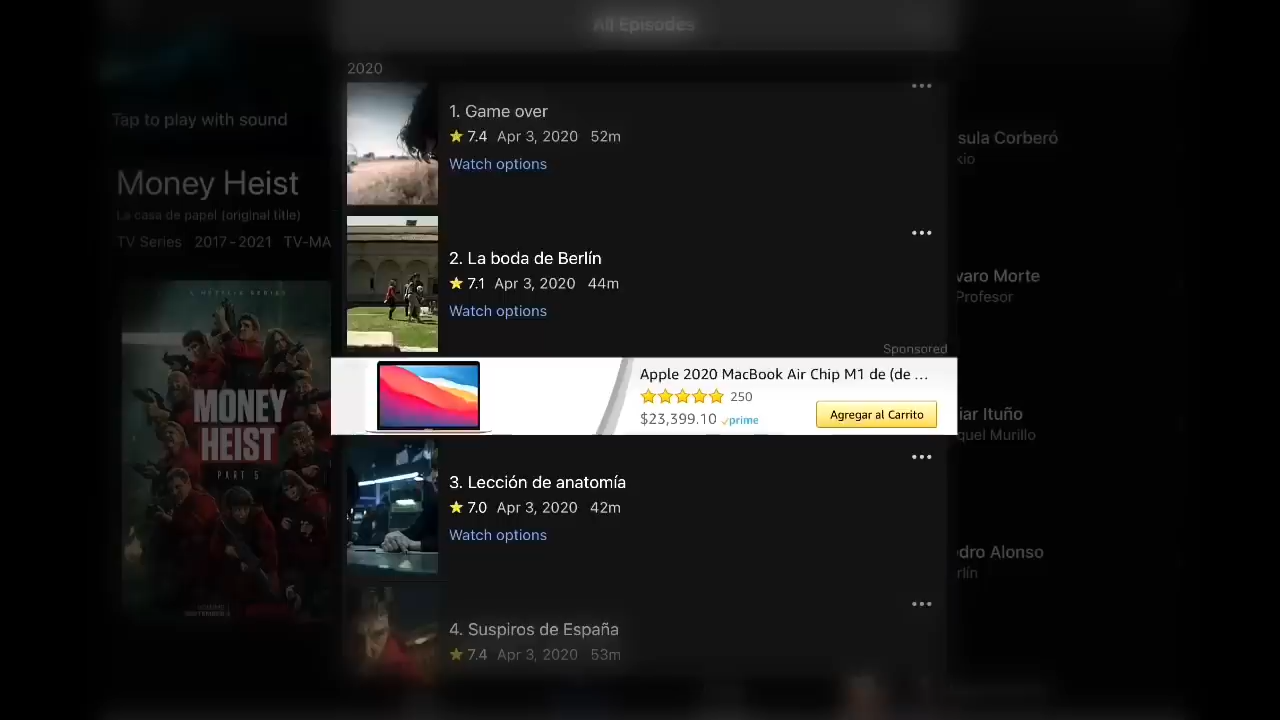 All Episodes
2020
1. Game over
7.4 Apr 3, 2020 52m
Watch options
2. La boda de Berlín
7.1 Apr 3, 2020 44m
Watch options
Sponsored
Apple 2020 MacBook Air Chip M1 de (de ...
250
$23,399.10 prime
Agregar al Carrito
3. Lección de anatomía
7.0 Apr 3, 2020 42m
Watch options
4. Suspiros de España
7.4 Apr 3, 2020 53m
Tap to play with sound
Money Heist
La casa de papel (original title)
TV Series 2017-2021 TV-MA
A NETFLIX SERIES
MONEY
HEIST
PART 5
sula Corberó
kio
varo Morte
Profesor
iar Ituño
quel Murillo
dro Alonso
rlín